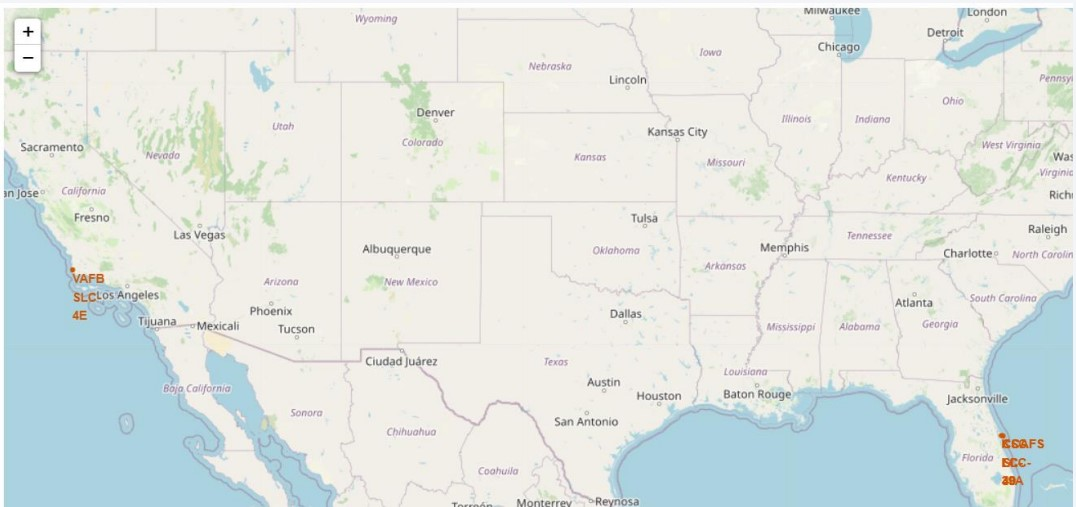 +
−
Wyoming
Milwaukee
London
Detroit
Chicago
Iowa
Nebraska
Lincoln
Pennsyl
Ohio
Denver
Utah
Illinois
Indiana
Colorado
Kansas City
Sacramento
Nevada
Kansas
Missouri
West Virginia
Was
Virginia
Kentucky
an Jose
California
Rich
Fresno
Tulsa
Las Vegas
Raleigh
Tennessee
Albuquerque
Oklahoma
Memphis
Charlotte
North Carolin
Arkansas
VAFB
SLC-
4E
Los Angeles
Arizona
New Mexico
South Carolina
Atlanta
Phoenix
Dallas
Tijuana
Mexicali
Tucson
Mississippi
Alabama
Georgia
Ciudad Juárez
Texas
Louisiana
Baja California
Austin
Houston
Baton Rouge
Jacksonville
Sonora
San Antonio
Chihuahua
Florida
Coahuila
Monterrey
Reynosa